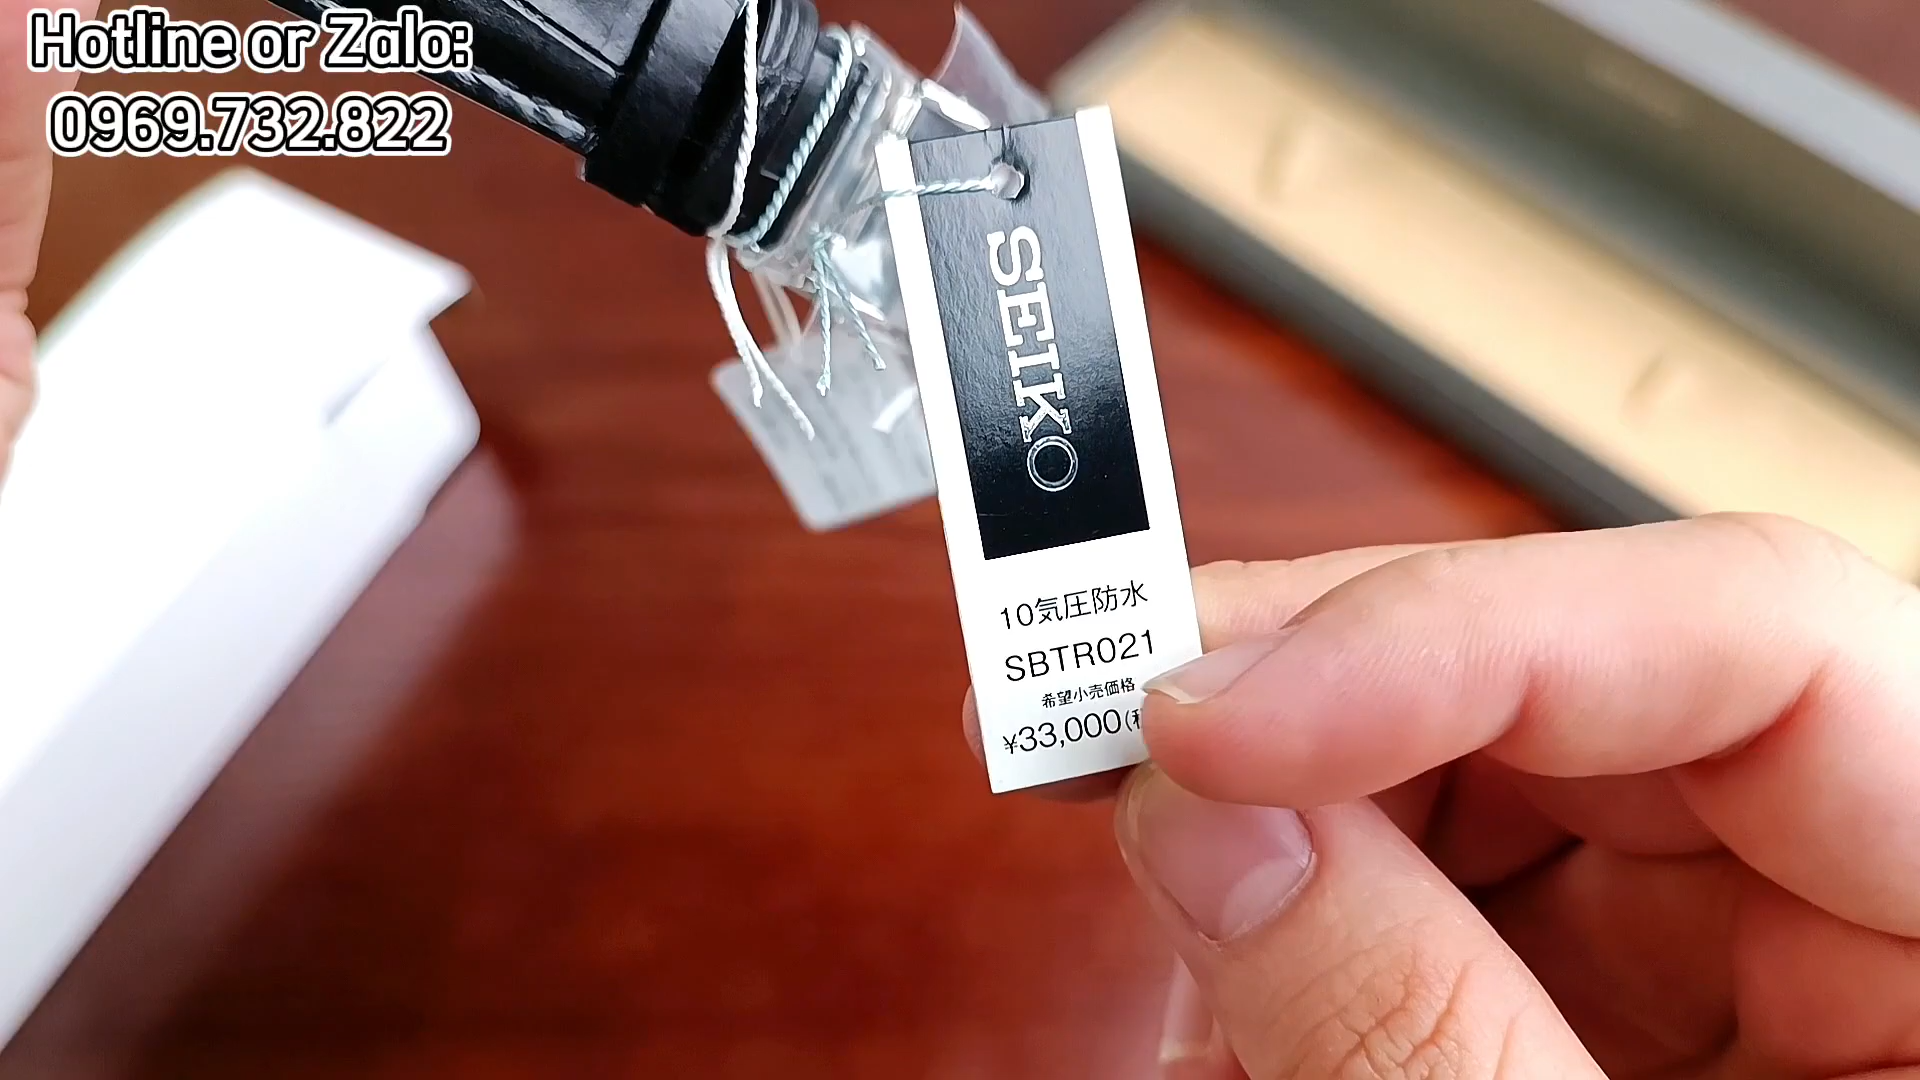 Hotline or Zalo:
0969.732.822
SEIKO
10気圧防水
SBTR021
希望小売価格
¥33,000(